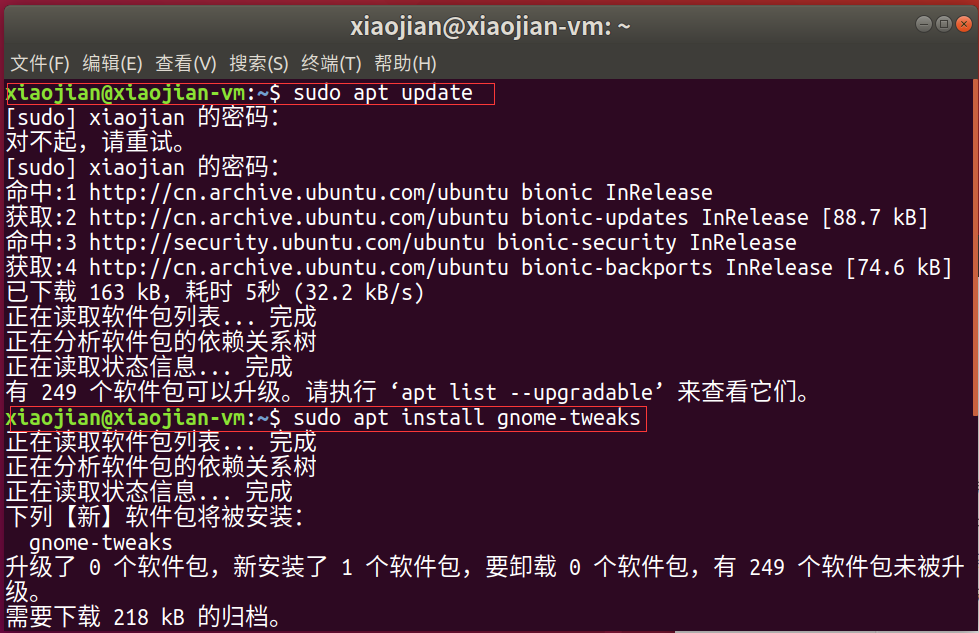 xiaojian@xiaojian-vm: ~
文件(F) 编辑(E) 查看(V) 搜索(S) 终端(T) 帮助(H)
xiaojian@xiaojian-vm:~$ sudo apt update
[sudo] xiaojian 的密码：
对不起，请重试。
[sudo] xiaojian 的密码：
命中:1 http://cn.archive.ubuntu.com/ubuntu bionic InRelease
获取:2 http://cn.archive.ubuntu.com/ubuntu bionic-updates InRelease [88.7 kB]
命中:3 http://security.ubuntu.com/ubuntu bionic-security InRelease
获取:4 http://cn.archive.ubuntu.com/ubuntu bionic-backports InRelease [74.6 kB]
已下载 163 kB，耗时 5秒 (32.2 kB/s)
正在读取软件包列表... 完成
正在分析软件包的依赖关系树
正在读取状态信息... 完成
有 249 个软件包可以升级。请执行 ‘apt list --upgradable’ 来查看它们。
xiaojian@xiaojian-vm:~$ sudo apt install gnome-tweaks
正在读取软件包列表... 完成
正在分析软件包的依赖关系树
正在读取状态信息... 完成
下列【新】软件包将被安装：
gnome-tweaks
升级了 0 个软件包，新安装了 1 个软件包，要卸载 0 个软件包，有 249 个软件包未被升
级。
需要下载 218 kB 的归档。